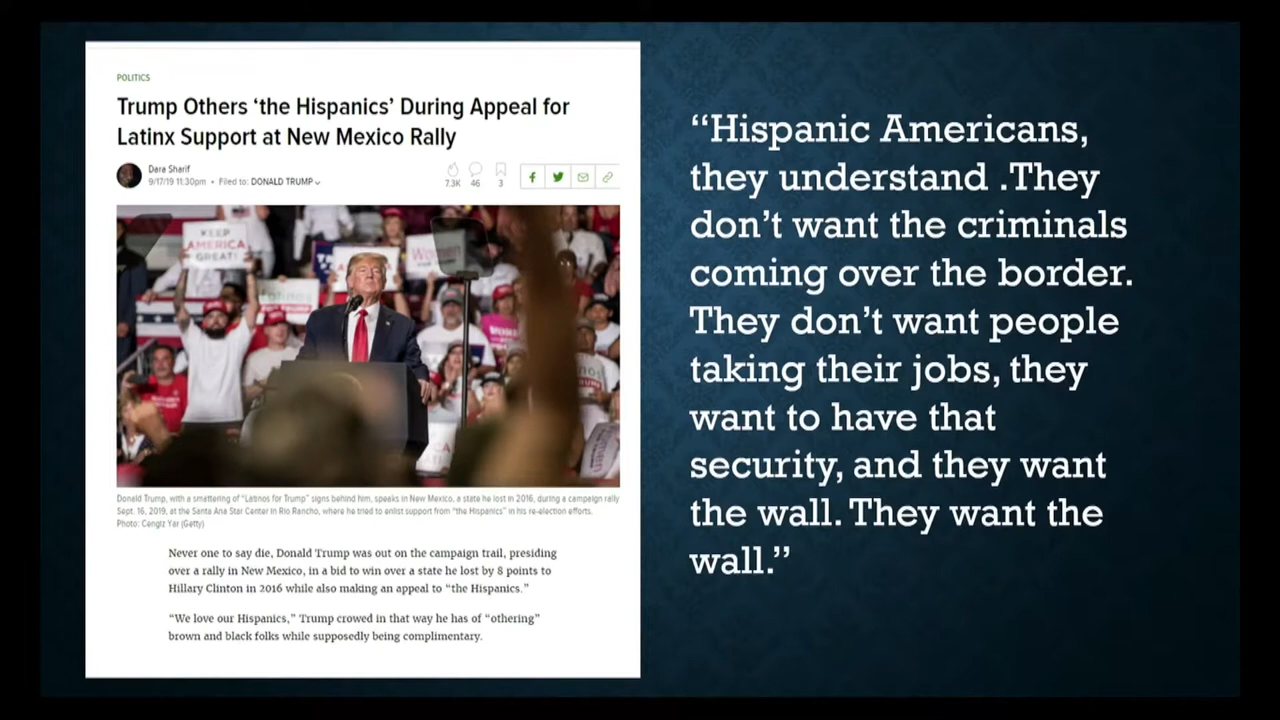 POLITICS
Trump Others ‘the Hispanics’ During Appeal for
Latinx Support at New Mexico Rally
Dara Sharif
9/17/19 11:30pm • Filed to: DONALD TRUMP
7.3K 46 3
KEEP
AMERICA
GREAT!
Donald Trump, with a smattering of “Latinos for Trump” signs behind him, speaks in New Mexico, a state he lost in 2016, during a campaign rally
Sept. 16, 2019, at the Santa Ana Star Center in Rio Rancho, where he tried to enlist support from “the Hispanics” in his re-election efforts.
Photo: Cengiz Yar (Getty)
Never one to say die, Donald Trump was out on the campaign trail, presiding
over a rally in New Mexico, in a bid to win over a state he lost by 8 points to
Hillary Clinton in 2016 while also making an appeal to “the Hispanics.”
“We love our Hispanics,” Trump crowed in that way he has of “othering”
brown and black folks while supposedly being complimentary.
“Hispanic Americans,
they understand .They
don’t want the criminals
coming over the border.
They don’t want people
taking their jobs, they
want to have that
security, and they want
the wall. They want the
wall.”